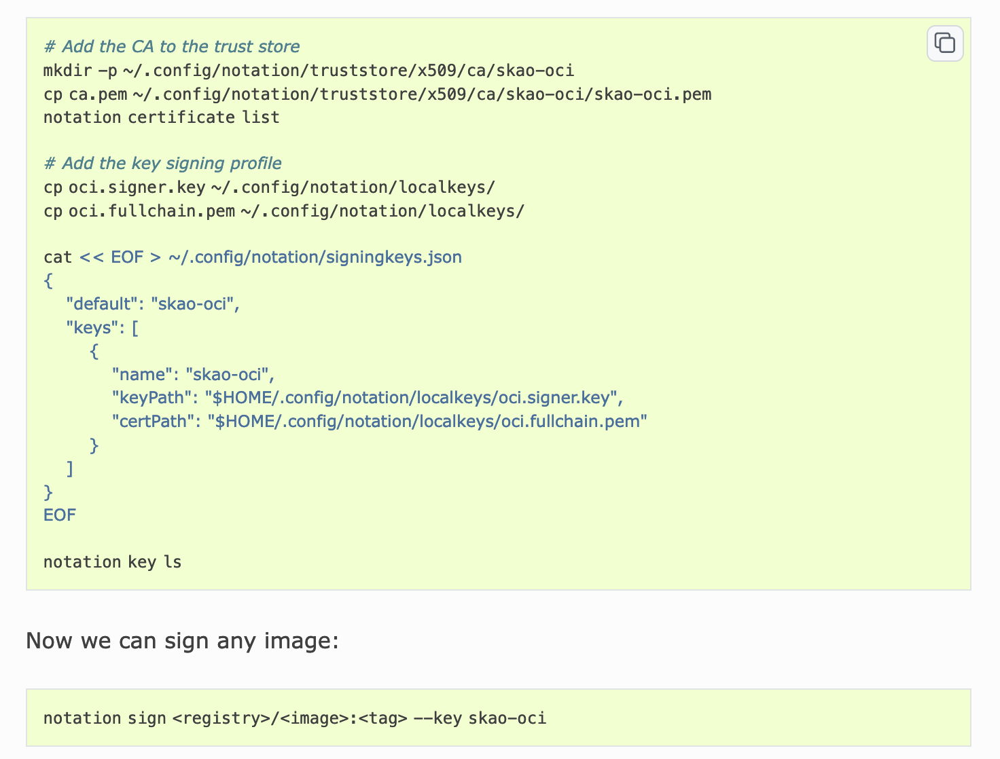 # Add the CA to the trust store
mkdir -p ~/.config/notation/truststore/x509/ca/skao-oci
cp ca.pem ~/.config/notation/truststore/x509/ca/skao-oci/skao-oci.pem
notation certificate list
# Add the key signing profile
cp oci.signer.key ~/.config/notation/localkeys/
cp oci.fullchain.pem ~/.config/notation/localkeys/
cat << EOF > ~/.config/notation/signingkeys.json
{
    "default": "skao-oci",
    "keys": [
        {
            "name": "skao-oci",
            "keyPath": "$HOME/.config/notation/localkeys/oci.signer.key",
            "certPath": "$HOME/.config/notation/localkeys/oci.fullchain.pem"
        }
    ]
}
EOF
notation key ls
Now we can sign any image:
notation sign <registry>/<image>:<tag> --key skao-oci